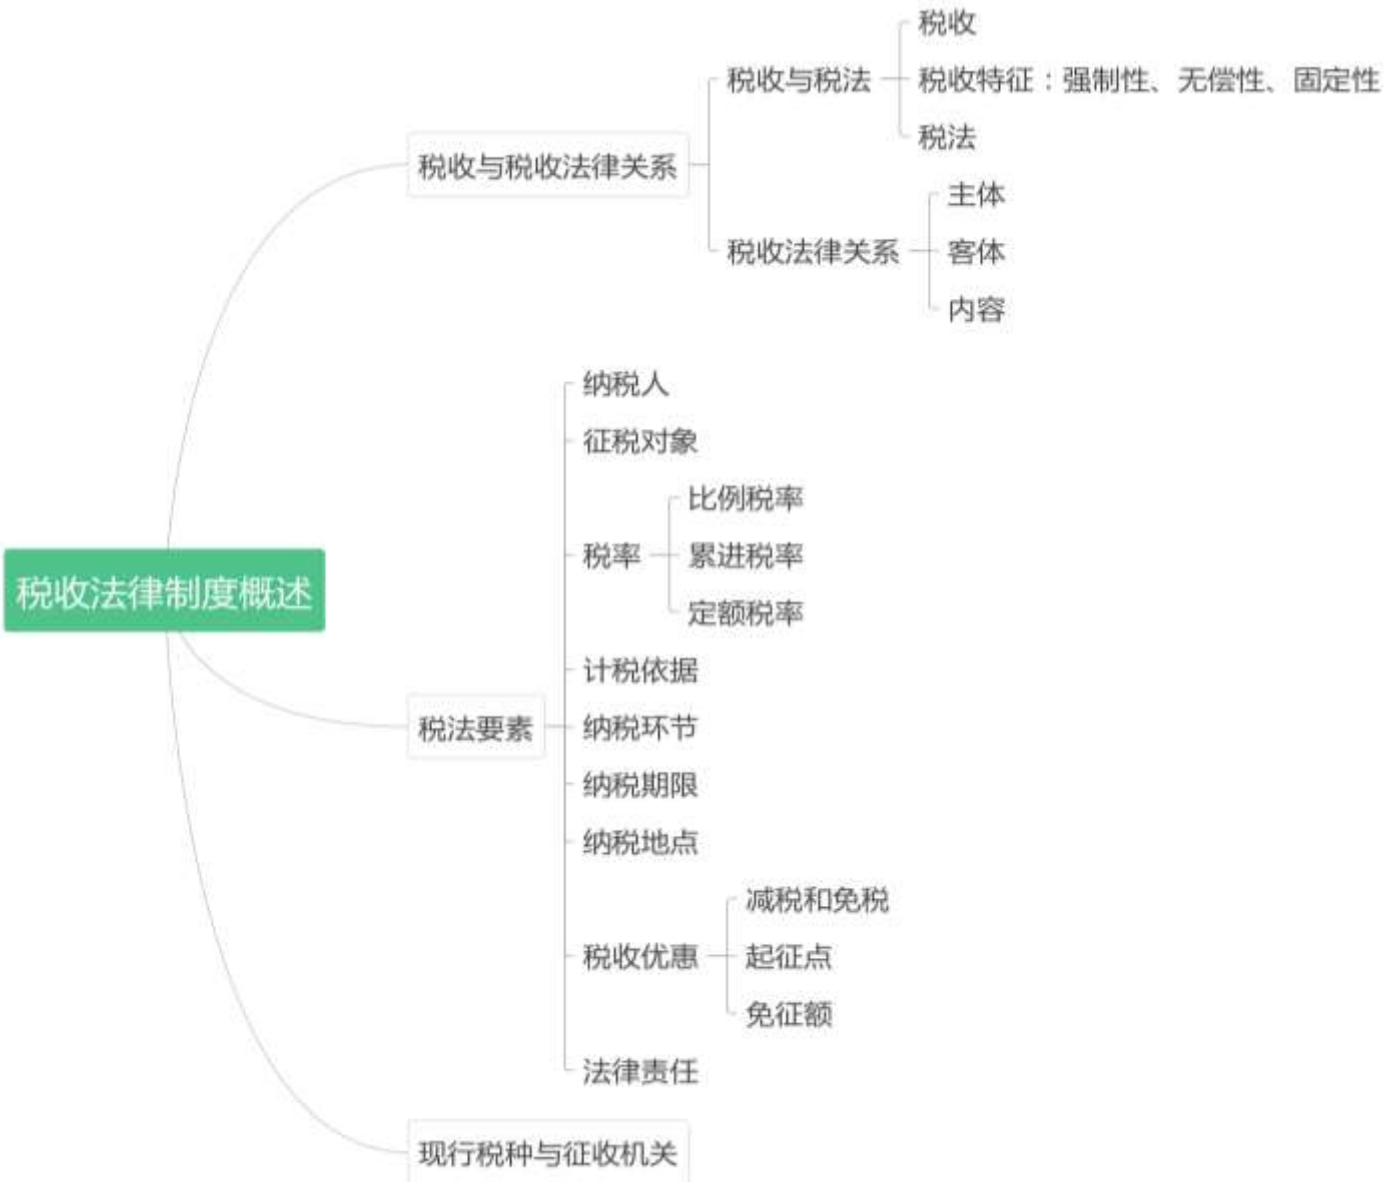 税收
税收与税法
税收特征：强制性、无偿性、固定性
税法
税收与税收法律关系
主体
税收法律关系
客体
内容
纳税人
征税对象
比例税率
税率
累进税率
定额税率
税收法律制度概述
计税依据
税法要素
纳税环节
纳税期限
纳税地点
减税和免税
税收优惠
起征点
免征额
法律责任
现行税种与征收机关